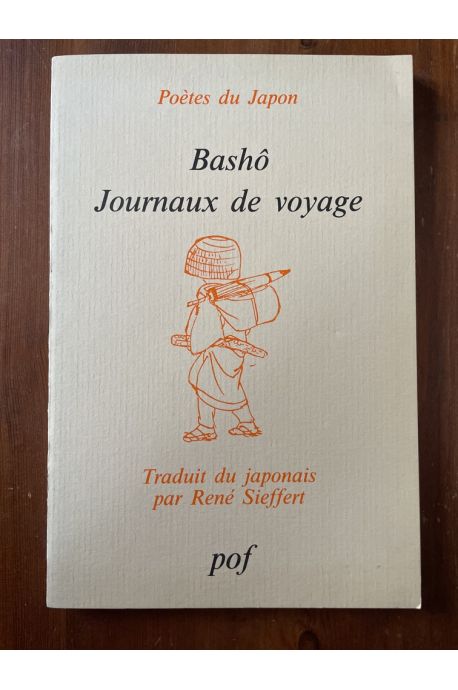 Poètes du Japon
Bashô
Journaux de voyage
Traduit du japonais
par René Sieffert
pof